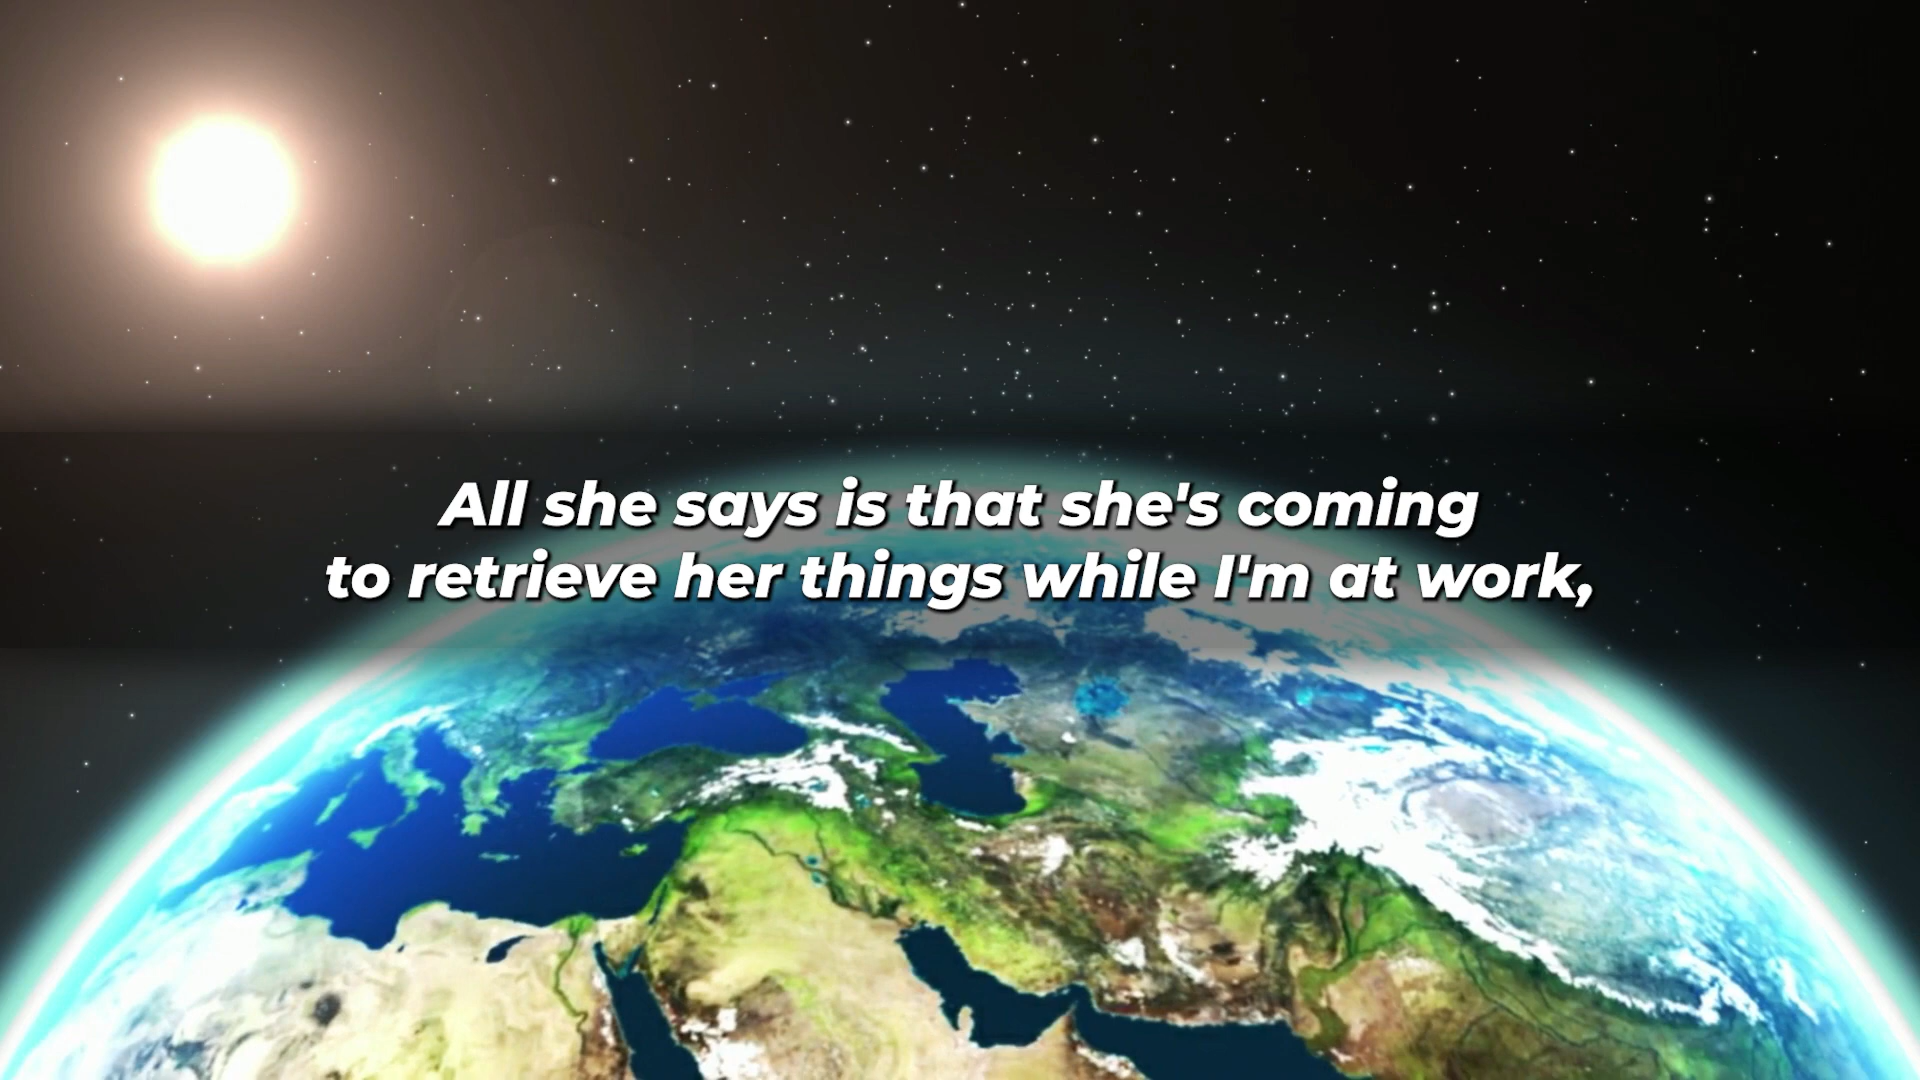 All she says is that she's coming
to retrieve her things while I'm at work,